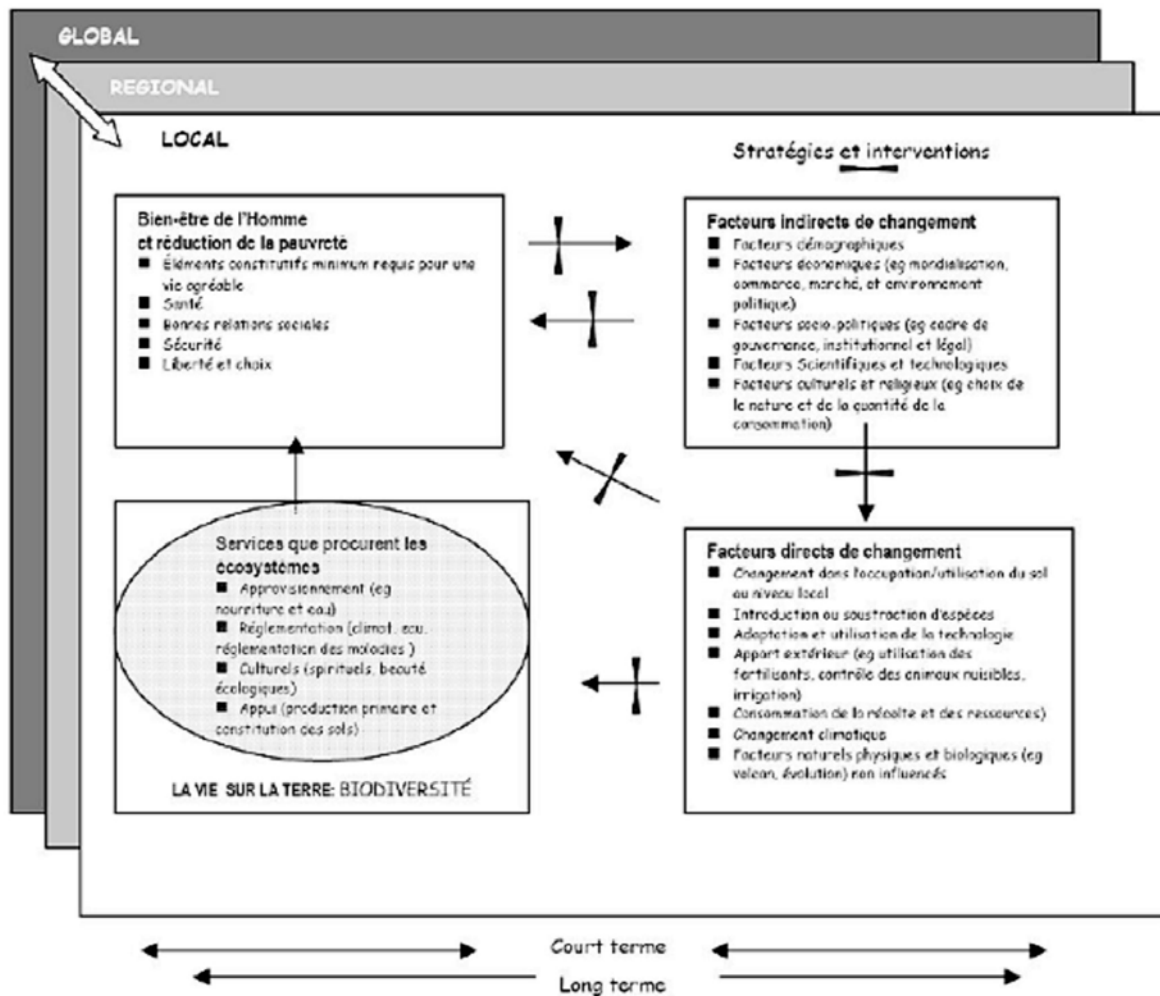 GLOBAL
REGIONAL
LOCAL
Stratégies et interventions
Bien-être de l'Homme
et réduction de la pauvreté
Éléments constitutifs minimum requis pour une
vie agréable
Santé
Bonnes relations sociales
Sécurité
Liberté et choix
Facteurs indirects de changement
Facteurs démographiques
Facteurs économiques (eg mondialisation,
commerce, marché, et environnement
politique)
Facteurs socio-politiques (eg cadre de
gouvernance, institutionnel et légal)
Facteurs Scientifiques et technologiques
Facteurs culturels et religieux (eg choix de
le nature et de la quantité de la
consommation)
Services que procurent les
écosystèmes
Approvisionnement (eg
nourriture et eau)
Réglementation (climat, eau,
réglementation des maladies )
Culturels (spirituels, beauté
écologiques)
Appui (production primaire et
constitution des sols)
LA VIE SUR LA TERRE: BIODIVERSITÉ
Facteurs directs de changement
Changement dans l'occupation/utilisation du sol
au niveau local
Introduction ou soustraction d'espèces
Adaptation et utilisation de la technologie
Apport extérieur (eg utilisation des
fertilisants, contrôle des animaux nuisibles,
irrigation)
Consommation de la récolte et des ressources)
Changement climatique
Facteurs naturels physiques et biologiques (eg
volcan, évolution) non influencés
Court terme
Long terme